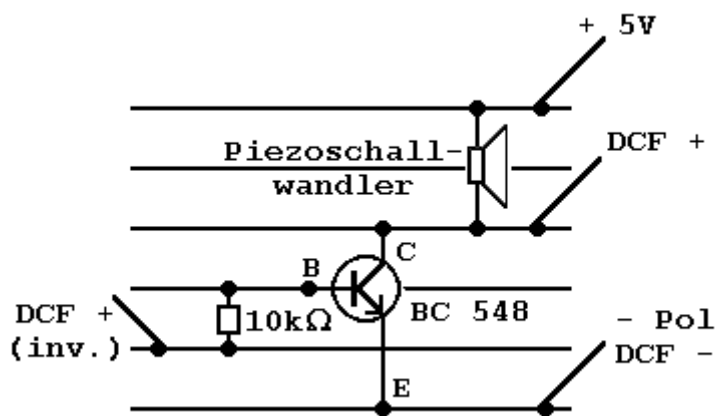 + 5V
Piezoschall-
wandler
DCF +
C
B
BC 548
10kΩ
DCF +
(inv.)
- Pol
DCF -
E